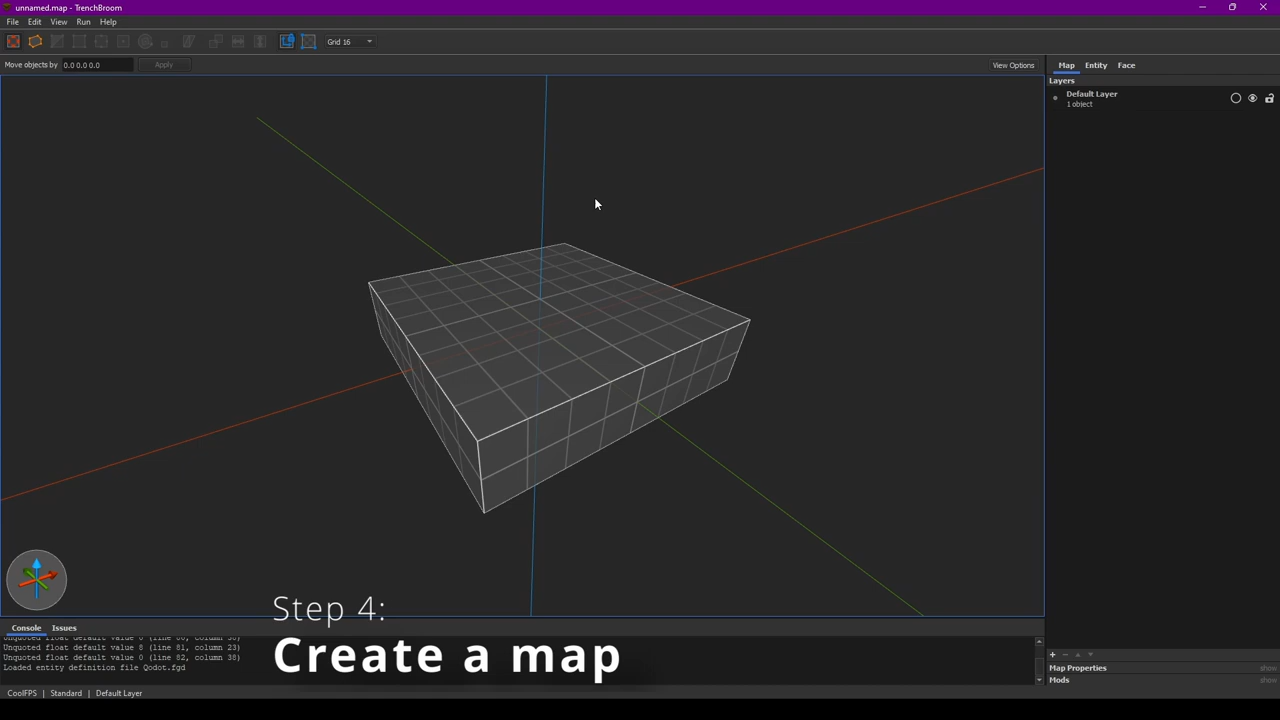 unnamed.map - TrenchBroom
File Edit View Run Help
Grid 16
Move objects by 0.0 0.0 0.0 Apply View Options
Map Entity Face
Layers
Default Layer
1 object
Step 4:
Create a map
Console Issues
Unquoted float default value 8 (line 81, column 23)
Unquoted float default value 0 (line 82, column 38)
Loaded entity definition file Qodot.fgd
Map Properties show
Mods show
CoolFPS | Standard | Default Layer